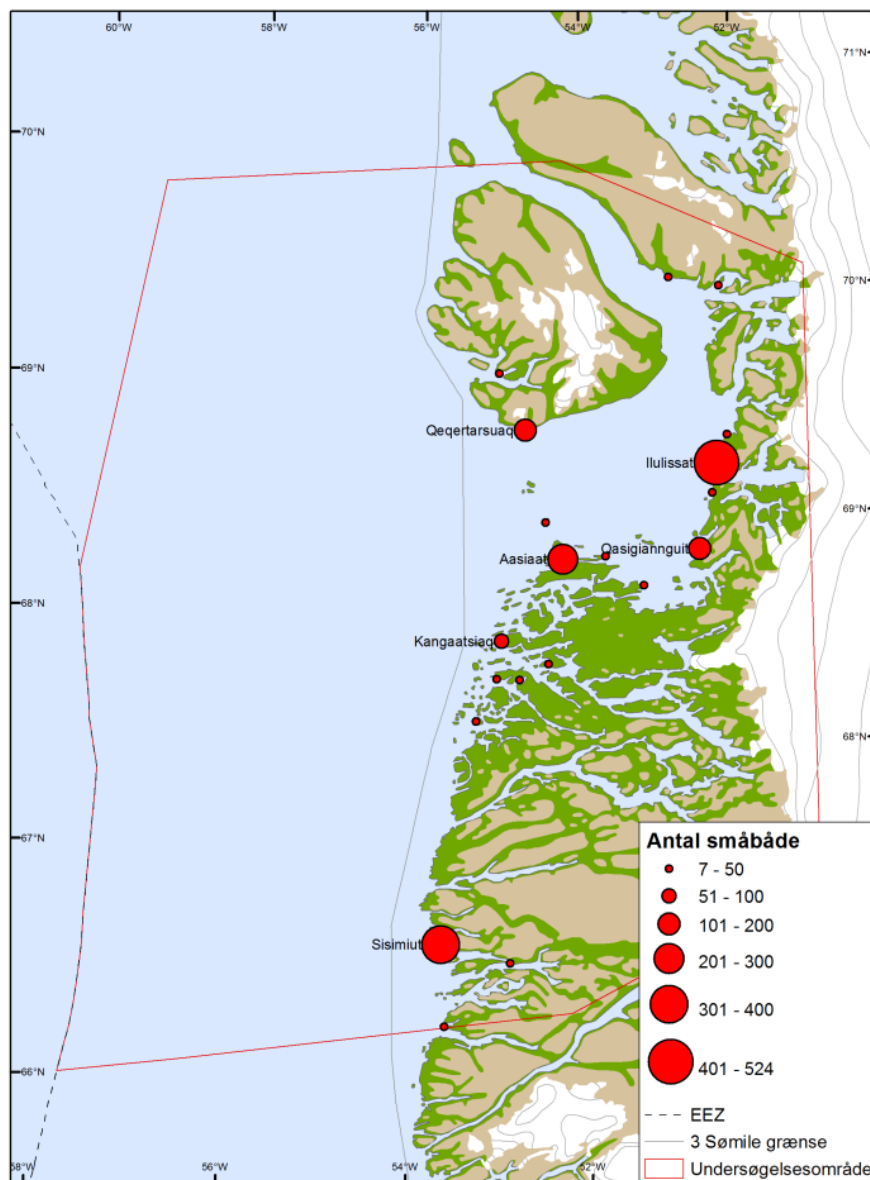 60°W 58°W 56°W 54°W 52°W
71°N
70°N
70°N
69°N
Qeqertarsuaq
Ilulissat
69°N
Qasigiannguit
Aasiaat
68°N
Kangaatsiaq
68°N
67°N
Antal småbåde
7 - 50
51 - 100
101 - 200
Sisimiut
201 - 300
301 - 400
66°N
401 - 524
EEZ
3 Sømile grænse
Undersøgelsesområde
58°W 56°W 54°W 52°W